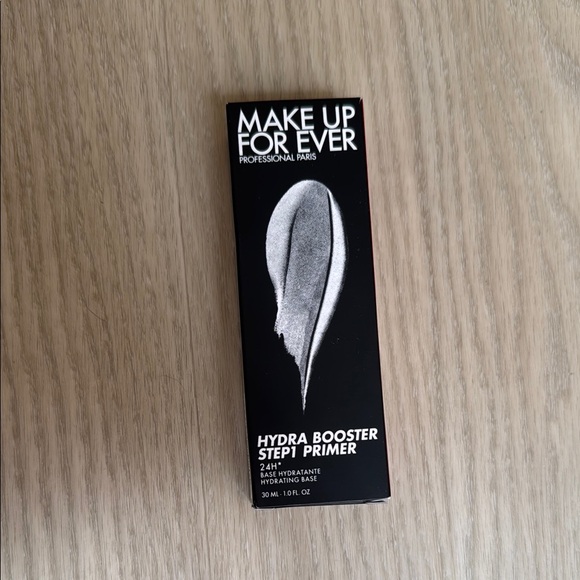 MAKE UP
FOR EVER
PROFESSIONAL PARIS
HYDRA BOOSTER
STEP1 PRIMER
24H*
BASE HYDRATANTE
HYDRATING BASE
30 ML - 1.0 FL. OZ